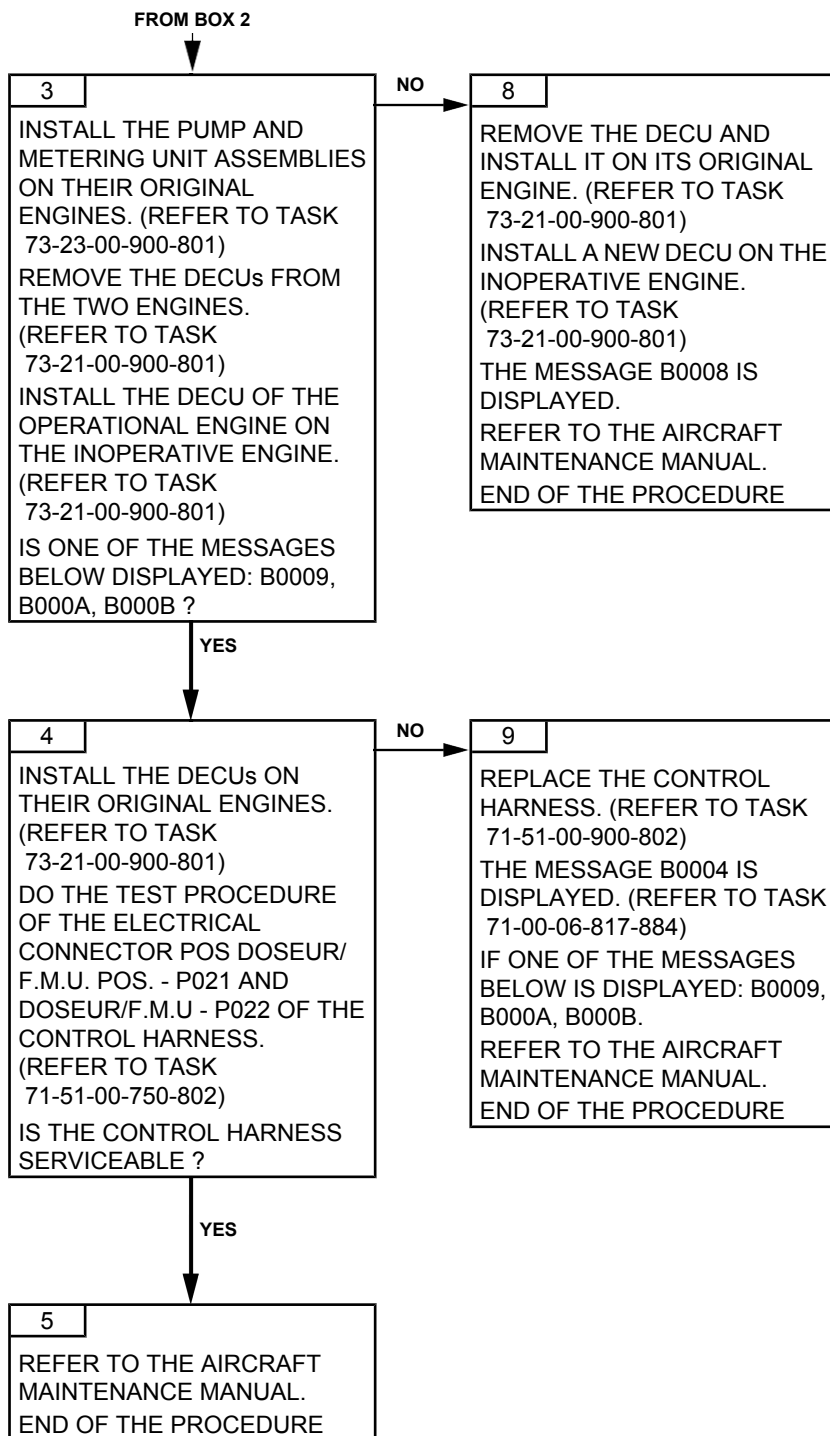 FROM BOX 2
3
INSTALL THE PUMP AND
METERING UNIT ASSEMBLIES
ON THEIR ORIGINAL
ENGINES. (REFER TO TASK
73-23-00-900-801)
REMOVE THE DECUs FROM
THE TWO ENGINES.
(REFER TO TASK
73-21-00-900-801)
INSTALL THE DECU OF THE
OPERATIONAL ENGINE ON
THE INOPERATIVE ENGINE.
(REFER TO TASK
73-21-00-900-801)
IS ONE OF THE MESSAGES
BELOW DISPLAYED: B0009,
B000A, B000B ?
NO
8
REMOVE THE DECU AND
INSTALL IT ON ITS ORIGINAL
ENGINE. (REFER TO TASK
73-21-00-900-801)
INSTALL A NEW DECU ON THE
INOPERATIVE ENGINE.
(REFER TO TASK
73-21-00-900-801)
THE MESSAGE B0008 IS
DISPLAYED.
REFER TO THE AIRCRAFT
MAINTENANCE MANUAL.
END OF THE PROCEDURE
YES
4
INSTALL THE DECUs ON
THEIR ORIGINAL ENGINES.
(REFER TO TASK
73-21-00-900-801)
DO THE TEST PROCEDURE
OF THE ELECTRICAL
CONNECTOR POS DOSEUR/
F.M.U. POS. - P021 AND
DOSEUR/F.M.U - P022 OF THE
CONTROL HARNESS.
(REFER TO TASK
71-51-00-750-802)
IS THE CONTROL HARNESS
SERVICEABLE ?
NO
9
REPLACE THE CONTROL
HARNESS. (REFER TO TASK
71-51-00-900-802)
THE MESSAGE B0004 IS
DISPLAYED. (REFER TO TASK
71-00-06-817-884)
IF ONE OF THE MESSAGES
BELOW IS DISPLAYED: B0009,
B000A, B000B.
REFER TO THE AIRCRAFT
MAINTENANCE MANUAL.
END OF THE PROCEDURE
YES
5
REFER TO THE AIRCRAFT
MAINTENANCE MANUAL.
END OF THE PROCEDURE